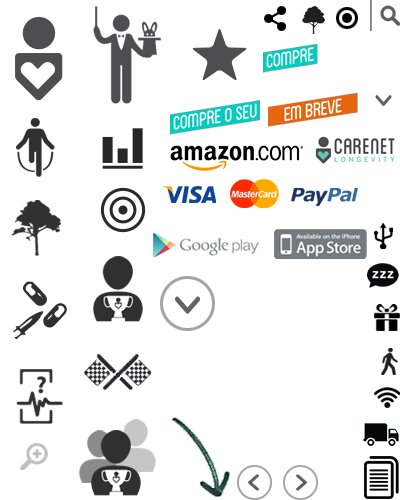 COMPRE
COMPRE O SEU
EM BREVE
amazon.com®
CARENET
LONGEVITY
VISA
MasterCard
PayPal
Google play
Available on the iPhone
App Store
zzz
?